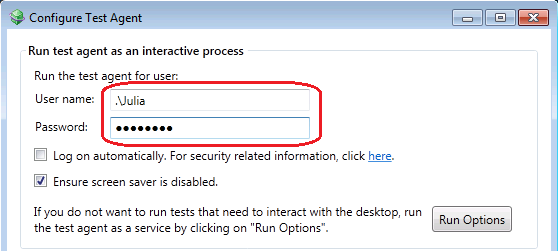 Configure Test Agent
Run test agent as an interactive process
Run the test agent for user:
User name: .\Julia
Password: ●●●●●●●●
Log on automatically. For security related information, click here.
Ensure screen saver is disabled.
If you do not want to run tests that need to interact with the desktop, run
the test agent as a service by clicking on "Run Options".
Run Options